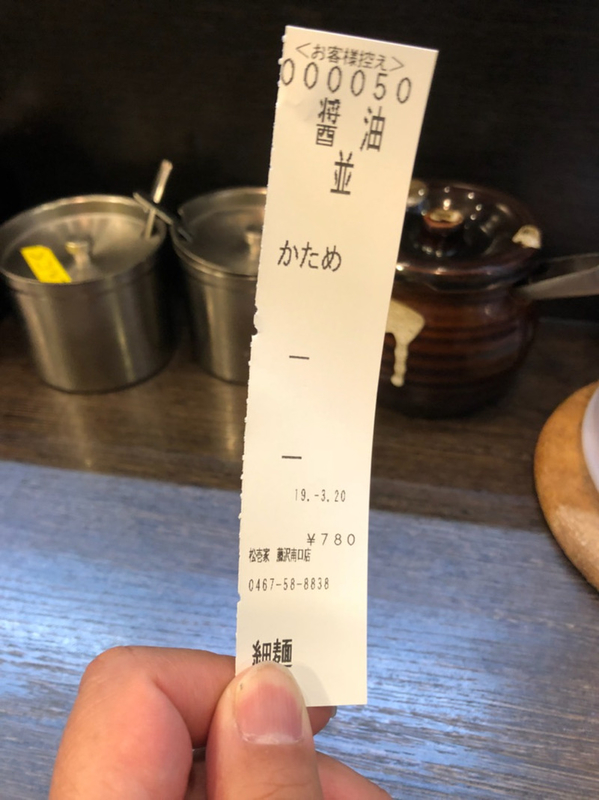 ＜お客様控え＞
000050
醤油
並
かため
ー
ー
19.-3.20
￥780
松壱家 藤沢南口店
0467-58-8838
細麺